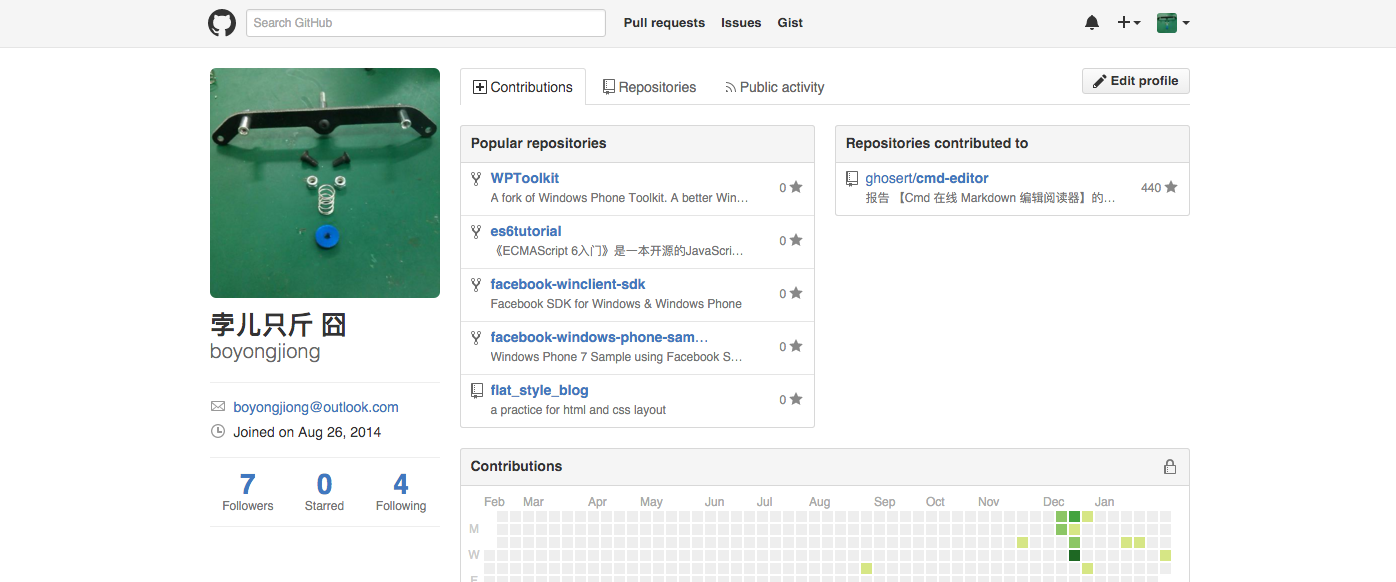 Search GitHub
Pull requests
Issues
Gist
Contributions
Repositories
Public activity
Edit profile
孛儿只斤 囧
boyongjiong
boyongjiong@outlook.com
Joined on Aug 26, 2014
7
Followers
0
Starred
4
Following
Popular repositories
WPToolkit
A fork of Windows Phone Toolkit. A better Win…
0
es6tutorial
《ECMAScript 6入门》是一本开源的JavaScri…
0
facebook-winclient-sdk
Facebook SDK for Windows & Windows Phone
0
facebook-windows-phone-sam…
Windows Phone 7 Sample using Facebook S…
0
flat_style_blog
a practice for html and css layout
0
Repositories contributed to
ghosert/cmd-editor
报告 【Cmd 在线 Markdown 编辑阅读器】的…
440
Contributions
Feb Mar Apr May Jun Jul Aug Sep Oct Nov Dec Jan
M
W
F